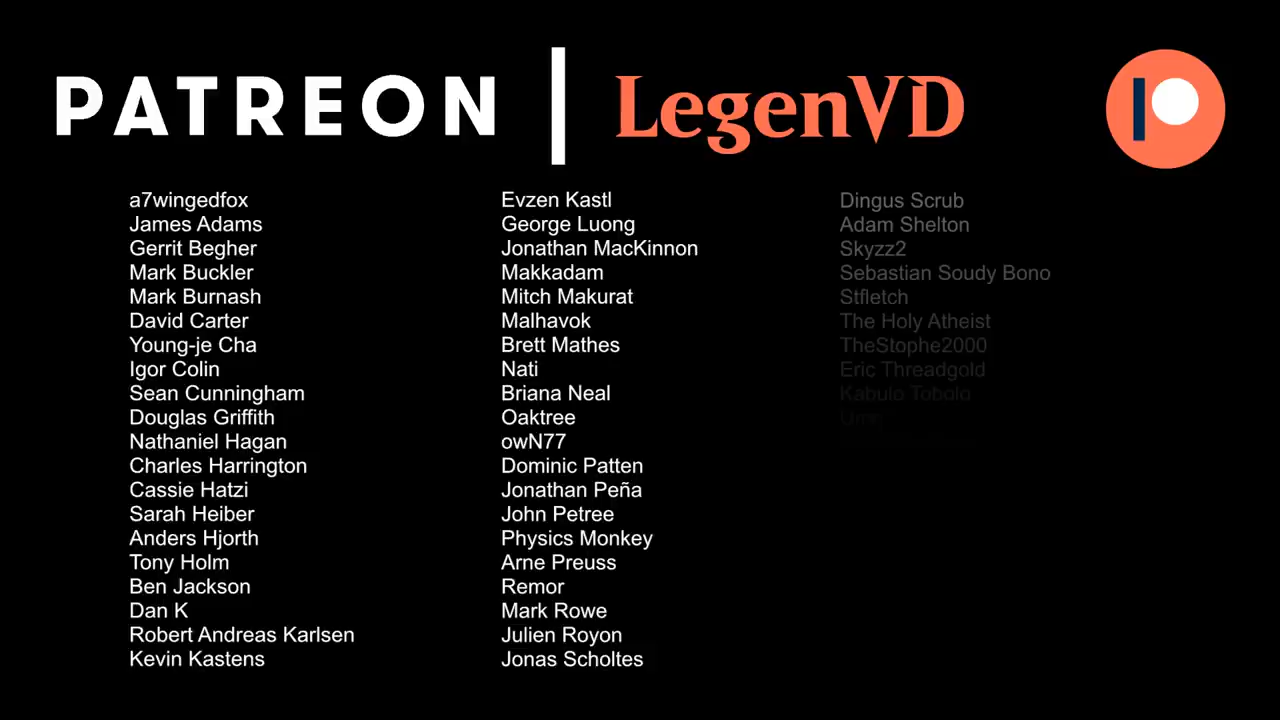 PATREON | LegenVD
a7wingedfox
James Adams
Gerrit Begher
Mark Buckler
Mark Burnash
David Carter
Young-je Cha
Igor Colin
Sean Cunningham
Douglas Griffith
Nathaniel Hagan
Charles Harrington
Cassie Hatzi
Sarah Heiber
Anders Hjorth
Tony Holm
Ben Jackson
Dan K
Robert Andreas Karlsen
Kevin Kastens
Evzen Kastl
George Luong
Jonathan MacKinnon
Makkadam
Mitch Makurat
Malhavok
Brett Mathes
Nati
Briana Neal
Oaktree
owN77
Dominic Patten
Jonathan Peña
John Petree
Physics Monkey
Arne Preuss
Remor
Mark Rowe
Julien Royon
Jonas Scholtes
Dingus Scrub
Adam Shelton
Skyzz2
Sebastian Soudy Bono
Stfletch
The Holy Atheist
TheStophe2000
Eric Threadgold
Kabulo Tobolo